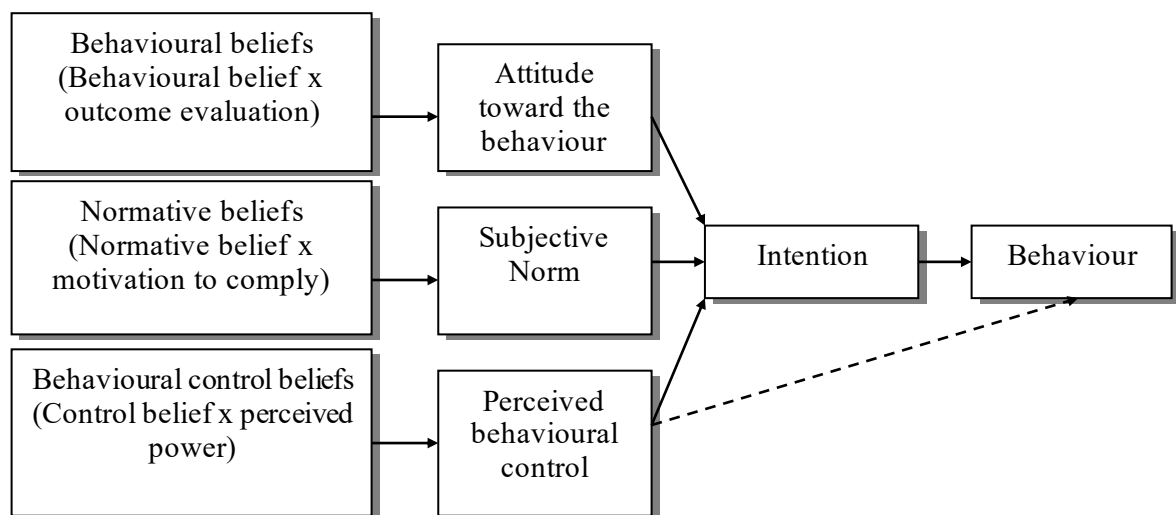 Behavioural beliefs
(Behavioural belief x
outcome evaluation)
Attitude
toward the
behaviour
Normative beliefs
(Normative belief x
motivation to comply)
Subjective
Norm
Intention
Behaviour
Behavioural control beliefs
(Control belief x perceived
power)
Perceived
behavioural
control